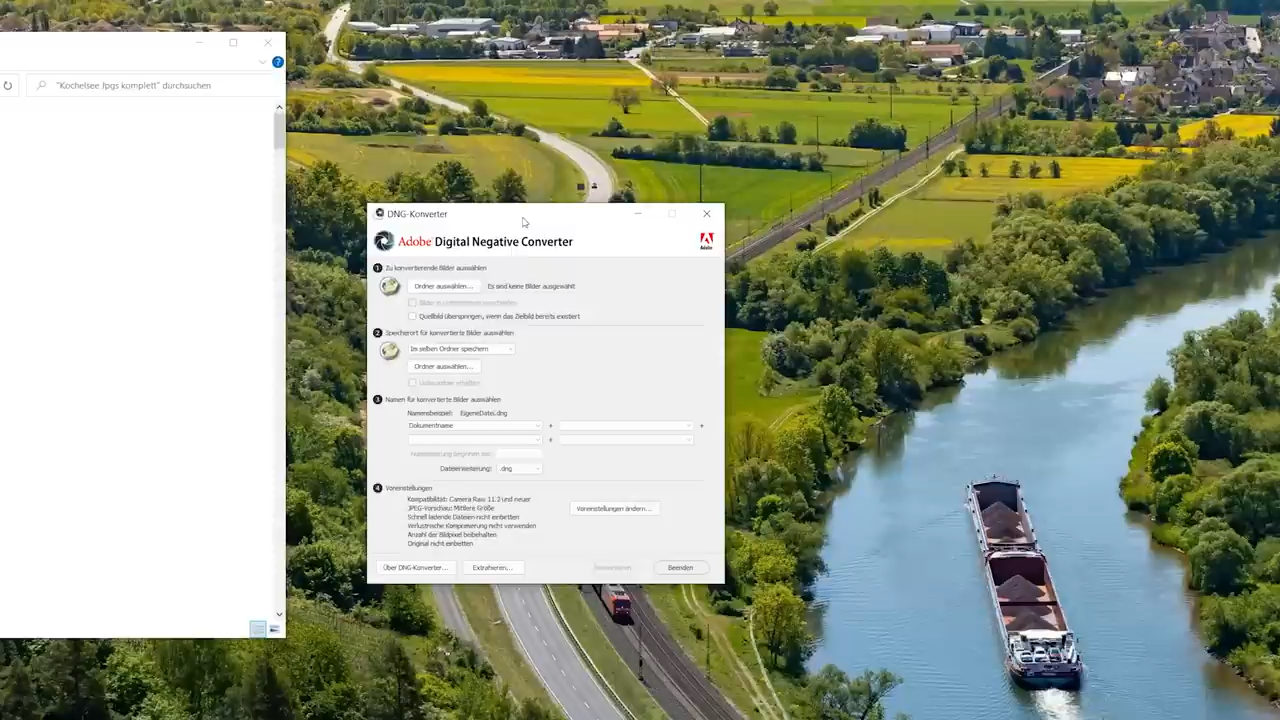 "Kochelsee jpgs komplett" durchsuchen
DNG-Konverter
Adobe Digital Negative Converter
Adobe
1 Zu konvertierende Bilder auswählen
Ordner auswählen... Es sind keine Bilder ausgewählt
Quellbild überspringen, wenn das Zielbild bereits existiert
2 Speicherort für konvertierte Bilder auswählen
Im selben Ordner speichern
Ordner auswählen...
3 Namen für konvertierte Bilder auswählen
Namensbeispiel: EigeneDatei.dng
Dokumentname + +
+
Dateierweiterung: .dng
4 Voreinstellungen
Kompatibilität: Camera Raw 11.2 und neuer
JPEG-Vorschau: Mittlere Größe
Schnell ladende Dateien nicht einbetten
Verlustreiche Komprimierung nicht verwenden
Anzahl der Bildpixel beibehalten
Original nicht einbetten
Voreinstellungen ändern...
Über DNG-Konverter... Extrahieren... Beenden